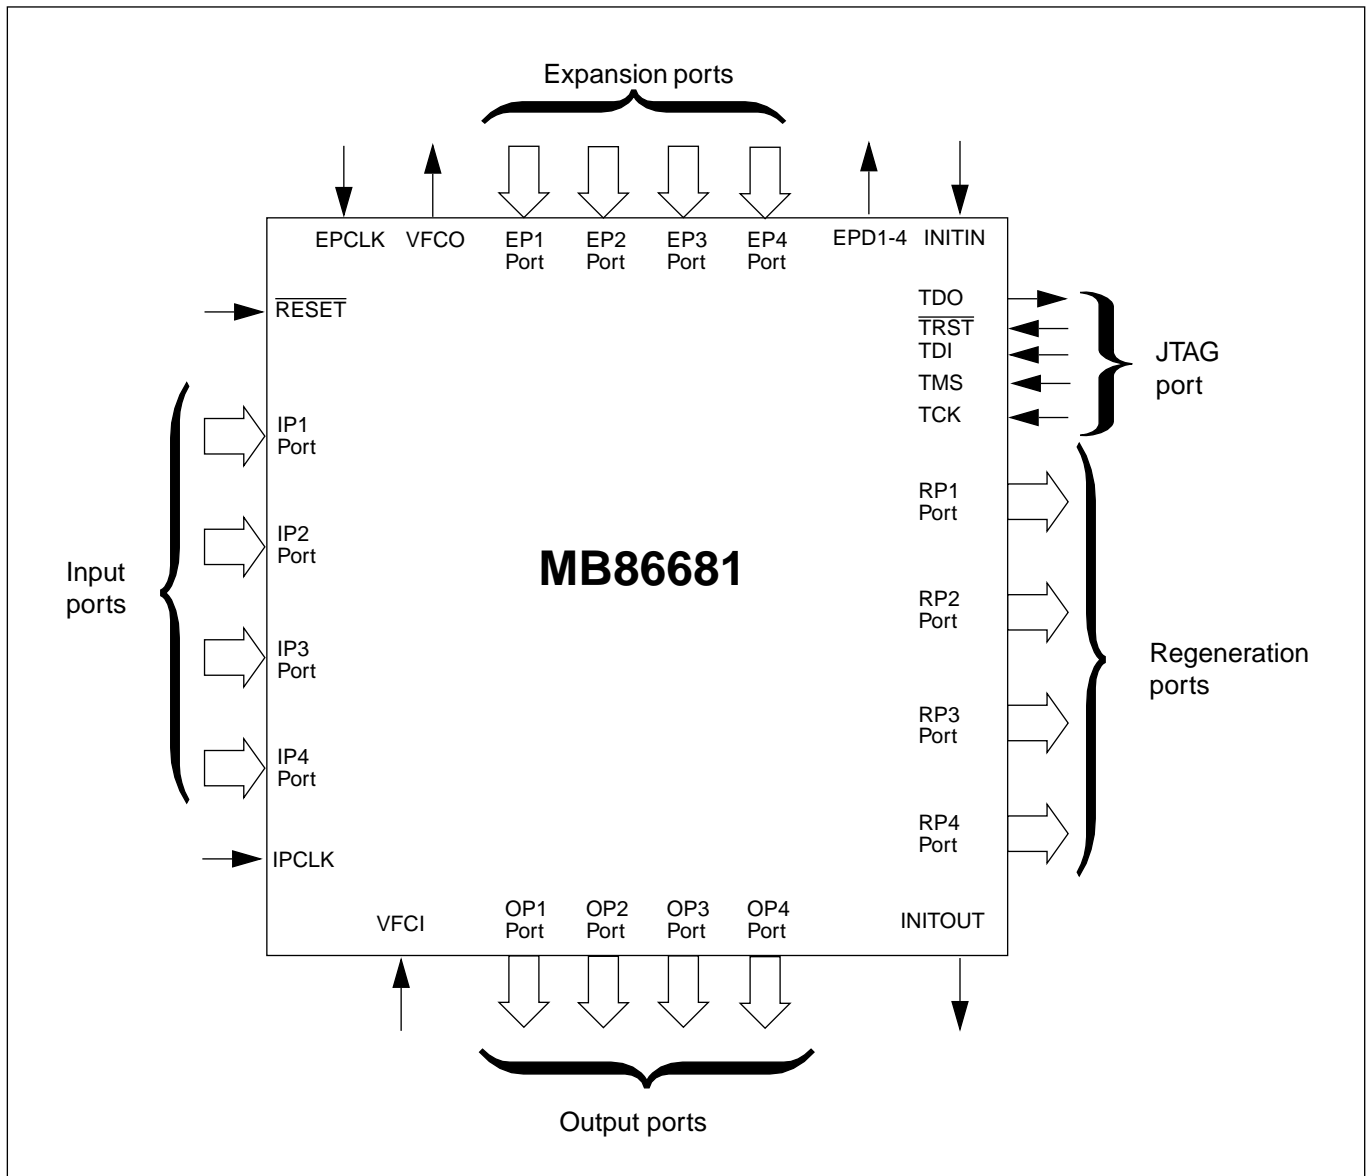 Expansion ports
EPCLK
VFCO
EP1
Port
EP2
Port
EP3
Port
EP4
Port
EPD1-4
INITIN
RESET
TDO
TRST
TDI
TMS
TCK
JTAG
port
IP1
Port
IP2
Port
IP3
Port
IP4
Port
Input
ports
MB86681
RP1
Port
RP2
Port
RP3
Port
RP4
Port
Regeneration
ports
IPCLK
VFCI
OP1
Port
OP2
Port
OP3
Port
OP4
Port
INITOUT
Output ports